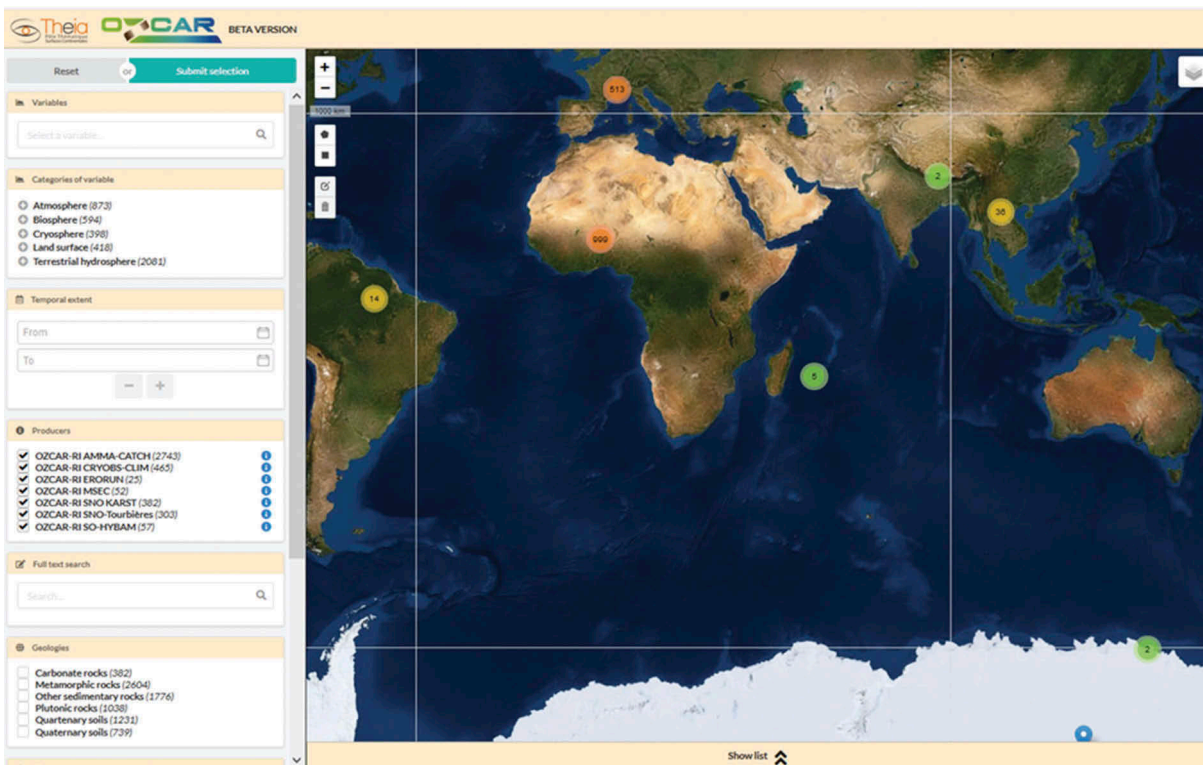 Theia
Pôle Thématique
Surfaces Continentales
OZCAR
BETA VERSION
Reset
or
Submit selection
Variables
Select a variable...
Categories of variable
Atmosphere (873)
Biosphere (594)
Cryosphere (398)
Land surface (418)
Terrestrial hydrosphere (2081)
Temporal extent
From
To
Producers
OZCAR-RI AMMA-CATCH (2743)
OZCAR-RI CRYOBS-CLIM (465)
OZCAR-RI ERORUN (25)
OZCAR-RI MSEC (52)
OZCAR-RI SNO KARST (382)
OZCAR-RI SNO-Tourbières (303)
OZCAR-RI SO-HYBAM (57)
Full text search
Search...
Geologies
Carbonate rocks (382)
Metamorphic rocks (2604)
Other sedimentary rocks (1776)
Plutonic rocks (1038)
Quartenary soils (1231)
Quaternary soils (739)
+
−
1000 km
513
2
36
999
14
5
2
Show list